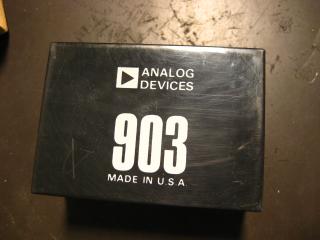 ANALOG
DEVICES
903
MADE IN U.S.A.